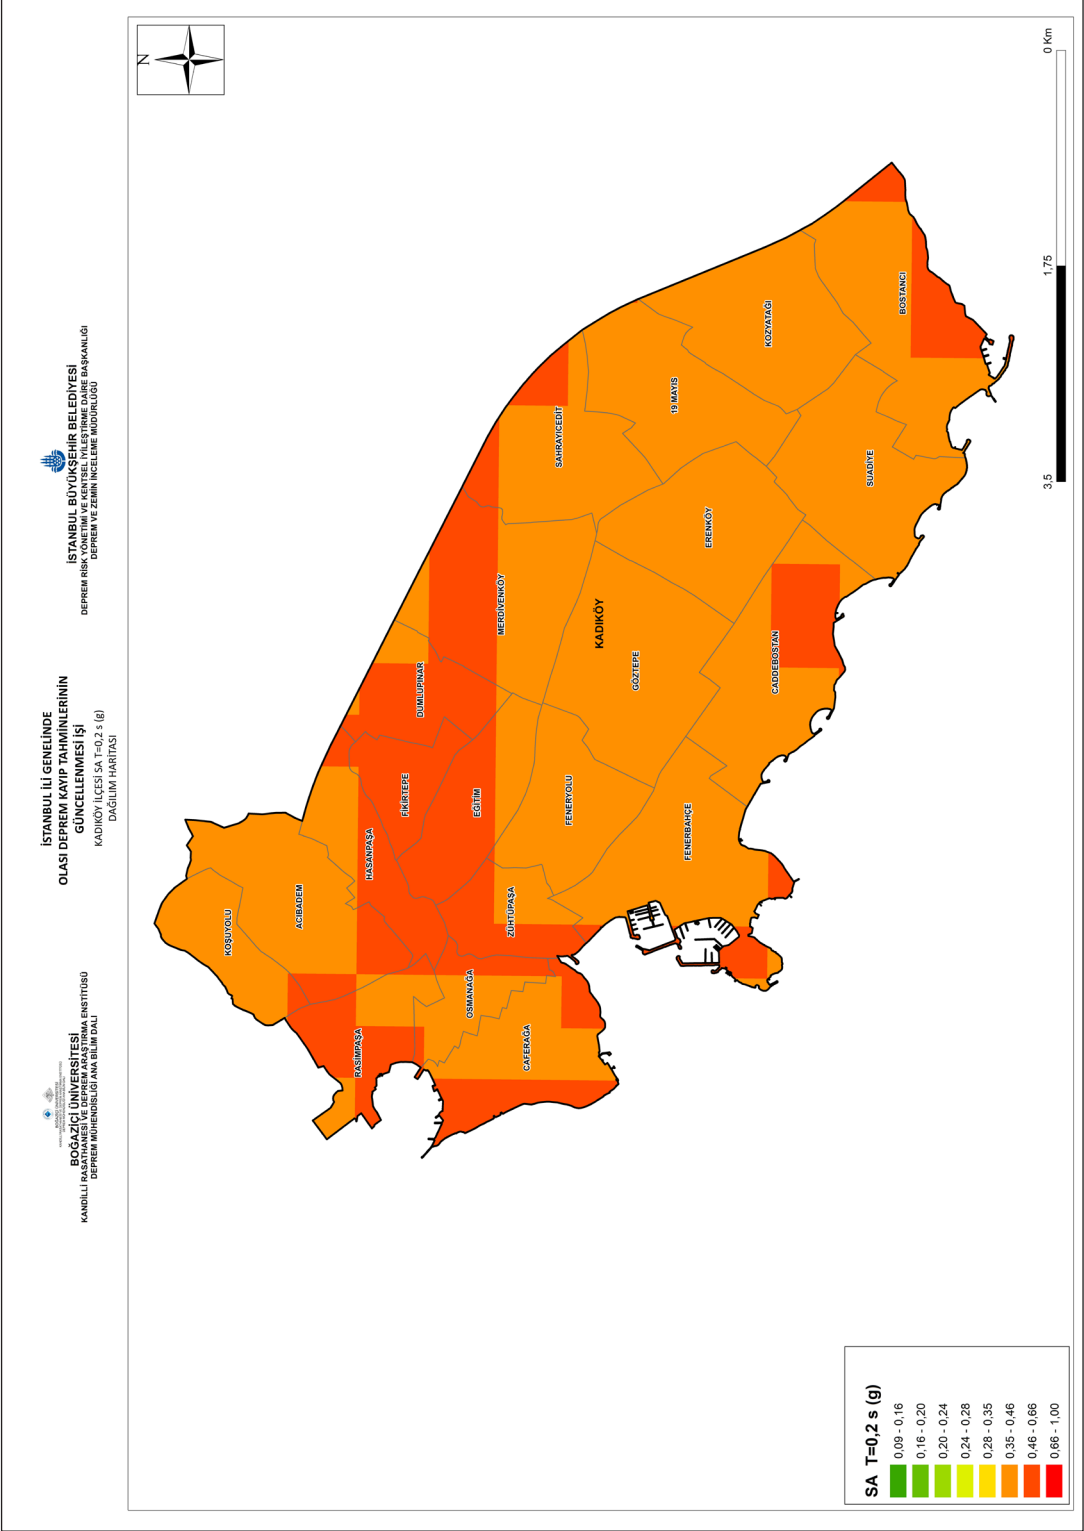 BOĞAZİÇİ ÜNİVERSİTESİ
KANDİLLİ RASATHANESİ VE DEPREM ARAŞTIRMA ENSTİTÜSÜ
DEPREM MÜHENDİSLİĞİ ANA BİLİM DALI
İSTANBUL İLİ GENELİNDE
OLASI DEPREM KAYIP TAHMİNLERİNİN
GÜNCELLENMESİ İŞİ
KADIKÖY İLÇESİ SA T=0,2 s (g)
DAĞILIM HARİTASI
İSTANBUL BÜYÜKŞEHİR BELEDİYESİ
DEPREM RİSK YÖNETİMİ VE KENTSEL İYİLEŞTİRME DAİRE BAŞKANLIĞI
DEPREM VE ZEMİN İNCELEME MÜDÜRLÜĞÜ
N
KOŞUYOLU
ACIBADEM
RASİMPAŞA
HASANPAŞA
FİKİRTEPE
DUMLUPINAR
OSMANAĞA
EĞİTİM
MERDİVENKÖY
ZÜHTÜPAŞA
CAFERAĞA
SAHRAYICEDİT
FENERYOLU
KADIKÖY
GÖZTEPE
19 MAYIS
FENERBAHÇE
ERENKÖY
KOZYATAĞI
CADDEBOSTAN
SUADİYE
BOSTANCI
SA T=0,2 s (g)
0,09 - 0,16
0,16 - 0,20
0,20 - 0,24
0,24 - 0,28
0,28 - 0,35
0,35 - 0,46
0,46 - 0,66
0,66 - 1,00
3,5 1,75 0 Km